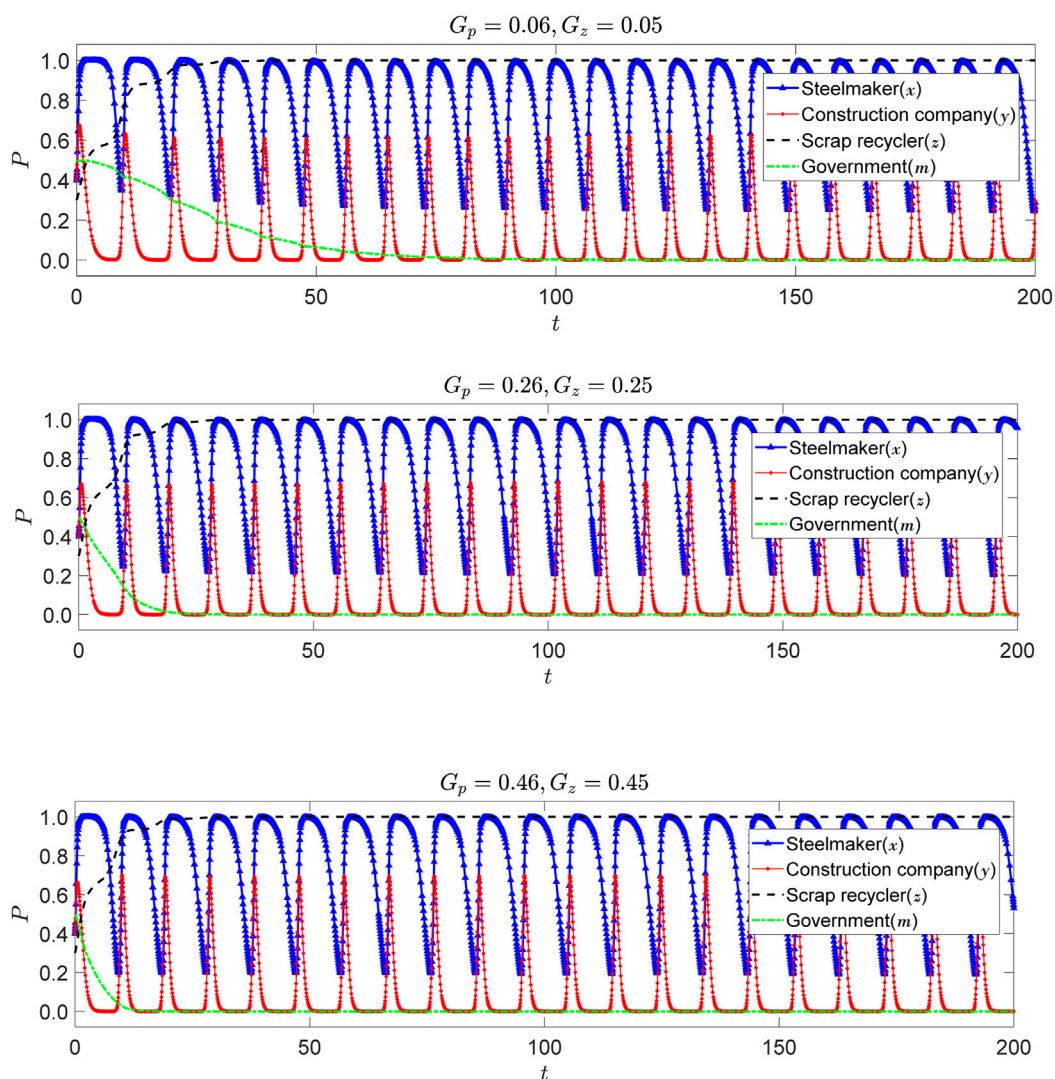 G_p = 0.06, G_z = 0.05
1.0
0.8
0.6
0.4
0.2
0.0
P
Steelmaker(x)
Construction company(y)
Scrap recycler(z)
Government(m)
0 50 100 150 200
t
G_p = 0.26, G_z = 0.25
1.0
0.8
0.6
0.4
0.2
0.0
P
Steelmaker(x)
Construction company(y)
Scrap recycler(z)
Government(m)
0 50 100 150 200
t
G_p = 0.46, G_z = 0.45
1.0
0.8
0.6
0.4
0.2
0.0
P
Steelmaker(x)
Construction company(y)
Scrap recycler(z)
Government(m)
0 50 100 150 200
t